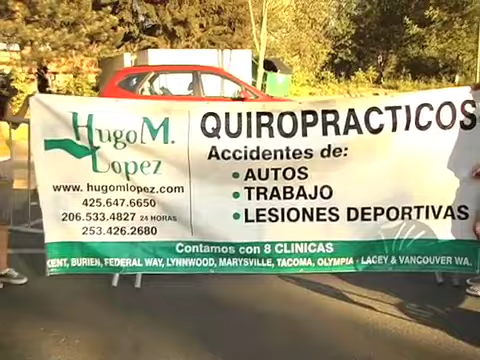 Hugo M.
Lopez
www. hugomlopez.com
425.647.6650
206.533.4827 24 HORAS
253.426.2680
QUIROPRACTICOS
Accidentes de:
• AUTOS
• TRABAJO
• LESIONES DEPORTIVAS
Contamos con 8 CLINICAS
KENT, BURIEN, FEDERAL WAY, LYNNWOOD, MARYSVILLE, TACOMA, OLYMPIA - LACEY & VANCOUVER WA.